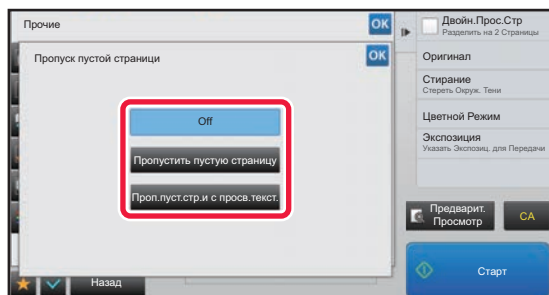 Прочие
OK
Пропуск пустой страници
OK
Off
Пропустить пустую страницу
Проп.пуст.стр.и с просв.текст.
Назад
Двойн.Прос.Стр
Разделить на 2 Страницы
Оригинал
Стирание
Стереть Окруж. Тени
Цветной Режим
Экспозиция
Указать Экспозиц. для Передачи
Предварит.
Просмотр
CA
Старт